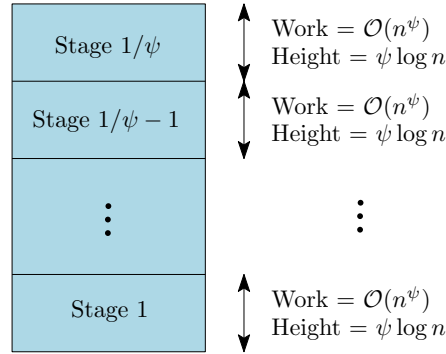 Stage 1/ψ
Work = 𝒪(n^ψ)
Height = ψ log n
Stage 1/ψ − 1
Work = 𝒪(n^ψ)
Height = ψ log n
⋮ ⋮
Stage 1
Work = 𝒪(n^ψ)
Height = ψ log n